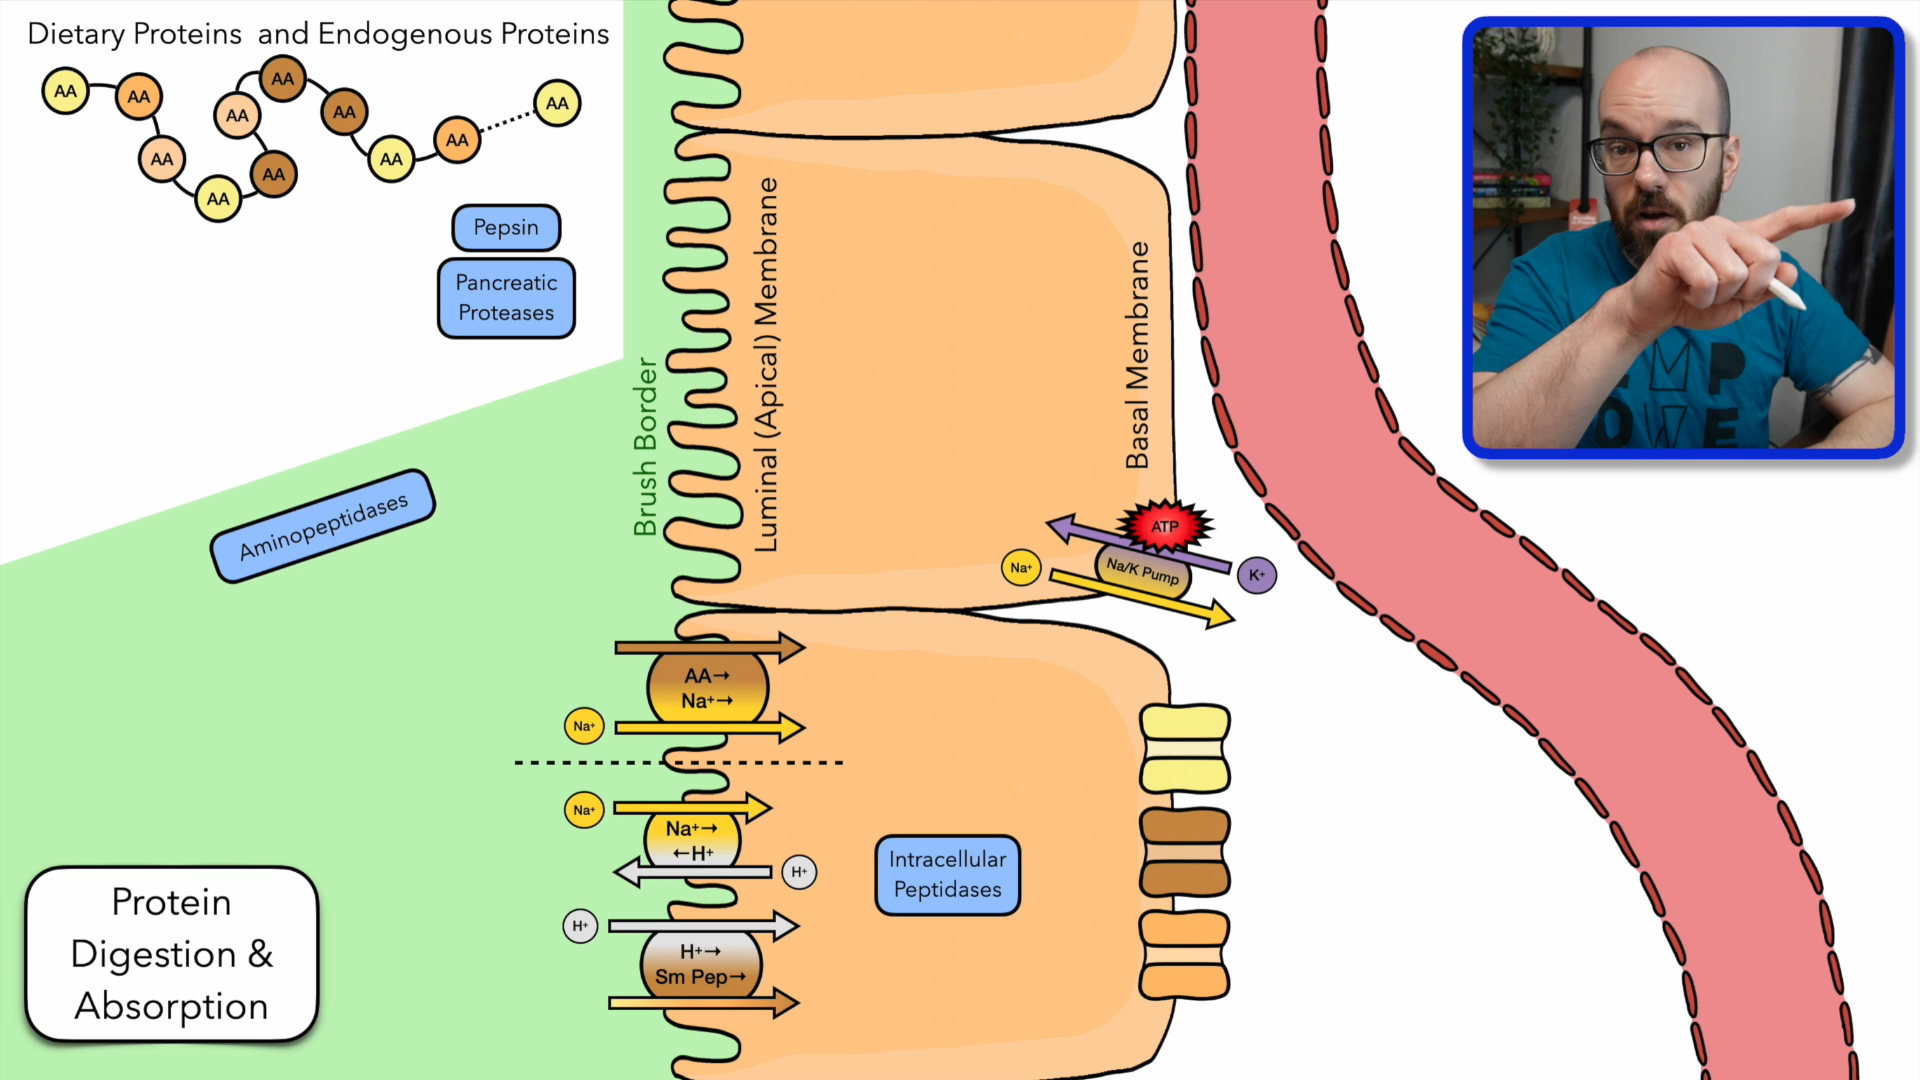 Dietary Proteins and Endogenous Proteins
AA
AA
AA
AA
AA
AA
AA
AA
AA
AA
AA
Pepsin
Pancreatic
Proteases
Brush Border
Luminal (Apical) Membrane
Basal Membrane
Aminopeptidases
ATP
Na⁺
Na/K Pump
K⁺
AA→
Na⁺→
Na⁺
Na⁺
Na⁺→
←H⁺
H⁺
H⁺
H⁺→
Sm Pep→
Intracellular
Peptidases
Protein
Digestion &
Absorption